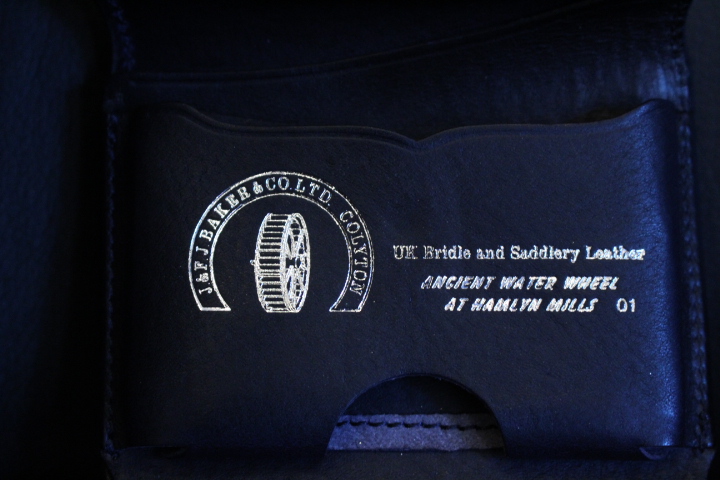 J.&F.J.BAKER & CO.LTD. COLYTON
UK Bridle and Saddlery Leather
ANCIENT WATER WHEEL
AT HAMLYN MILLS 01